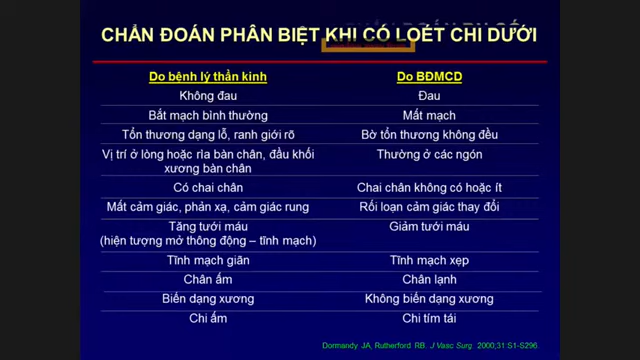 CHẨN ĐOÁN PHÂN BIỆT KHI CÓ LOÉT CHI DƯỚI
Do bệnh lý thần kinh Do BĐMCD
Không đau Đau
Bắt mạch bình thường Mất mạch
Tổn thương dạng lỗ, ranh giới rõ Bờ tổn thương không đều
Vị trí ở lòng hoặc rìa bàn chân, đầu khối Thường ở các ngón
xương bàn chân
Có chai chân Chai chân không có hoặc ít
Mất cảm giác, phản xạ, cảm giác rung Rối loạn cảm giác thay đổi
Tăng tưới máu Giảm tưới máu
(hiện tượng mở thông động – tĩnh mạch)
Tĩnh mạch giãn Tĩnh mạch xẹp
Chân ấm Chân lạnh
Biến dạng xương Không biến dạng xương
Chi ấm Chi tím tái
Dormandy JA, Rutherford RB. J Vasc Surg 2000;31 S1-S296.